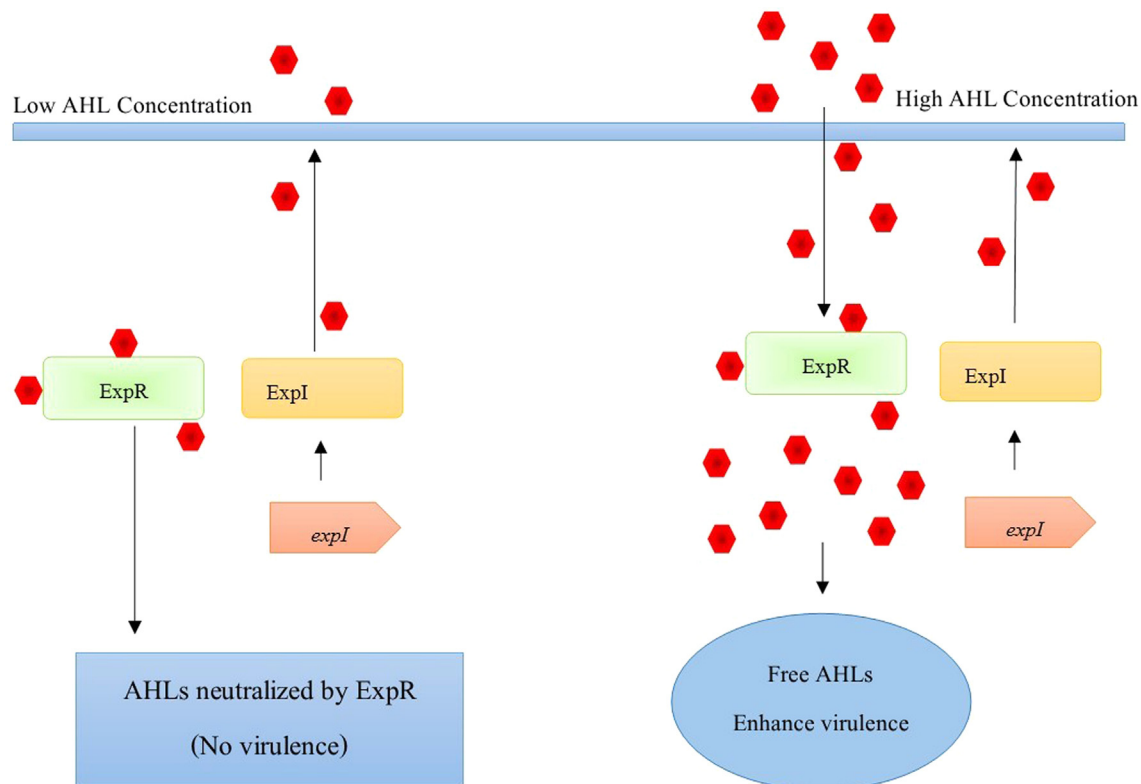 Low AHL Concentration
High AHL Concentration
ExpR
ExpI
expI
AHLs neutralized by ExpR
(No virulence)
ExpR
ExpI
expI
Free AHLs
Enhance virulence